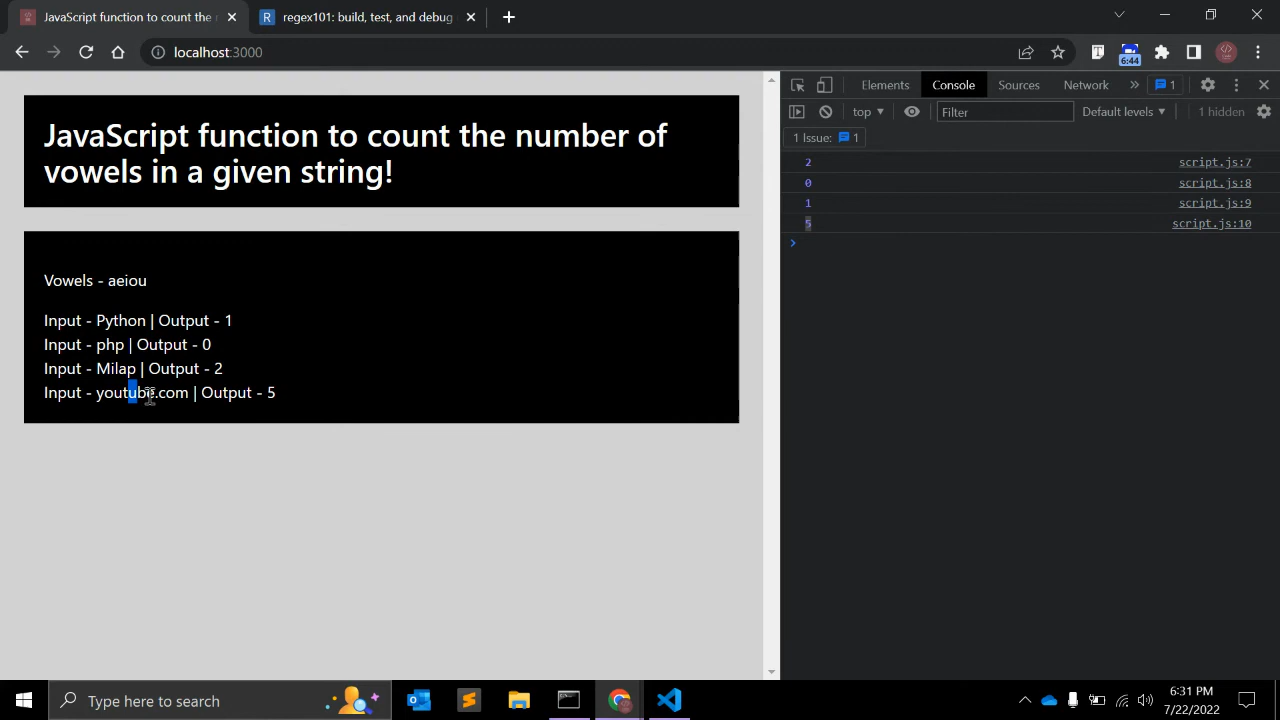 JavaScript function to count the
regex101: build, test, and debug
localhost:3000
6:44
JavaScript function to count the number of
vowels in a given string!
Vowels - aeiou
Input - Python | Output - 1
Input - php | Output - 0
Input - Milap | Output - 2
Input - youtube.com | Output - 5
Elements
Console
Sources
Network
1
top
Filter
Default levels
1 hidden
1 Issue: 1
2 script.js:7
0 script.js:8
1 script.js:9
5 script.js:10
Type here to search
6:31 PM
7/22/2022